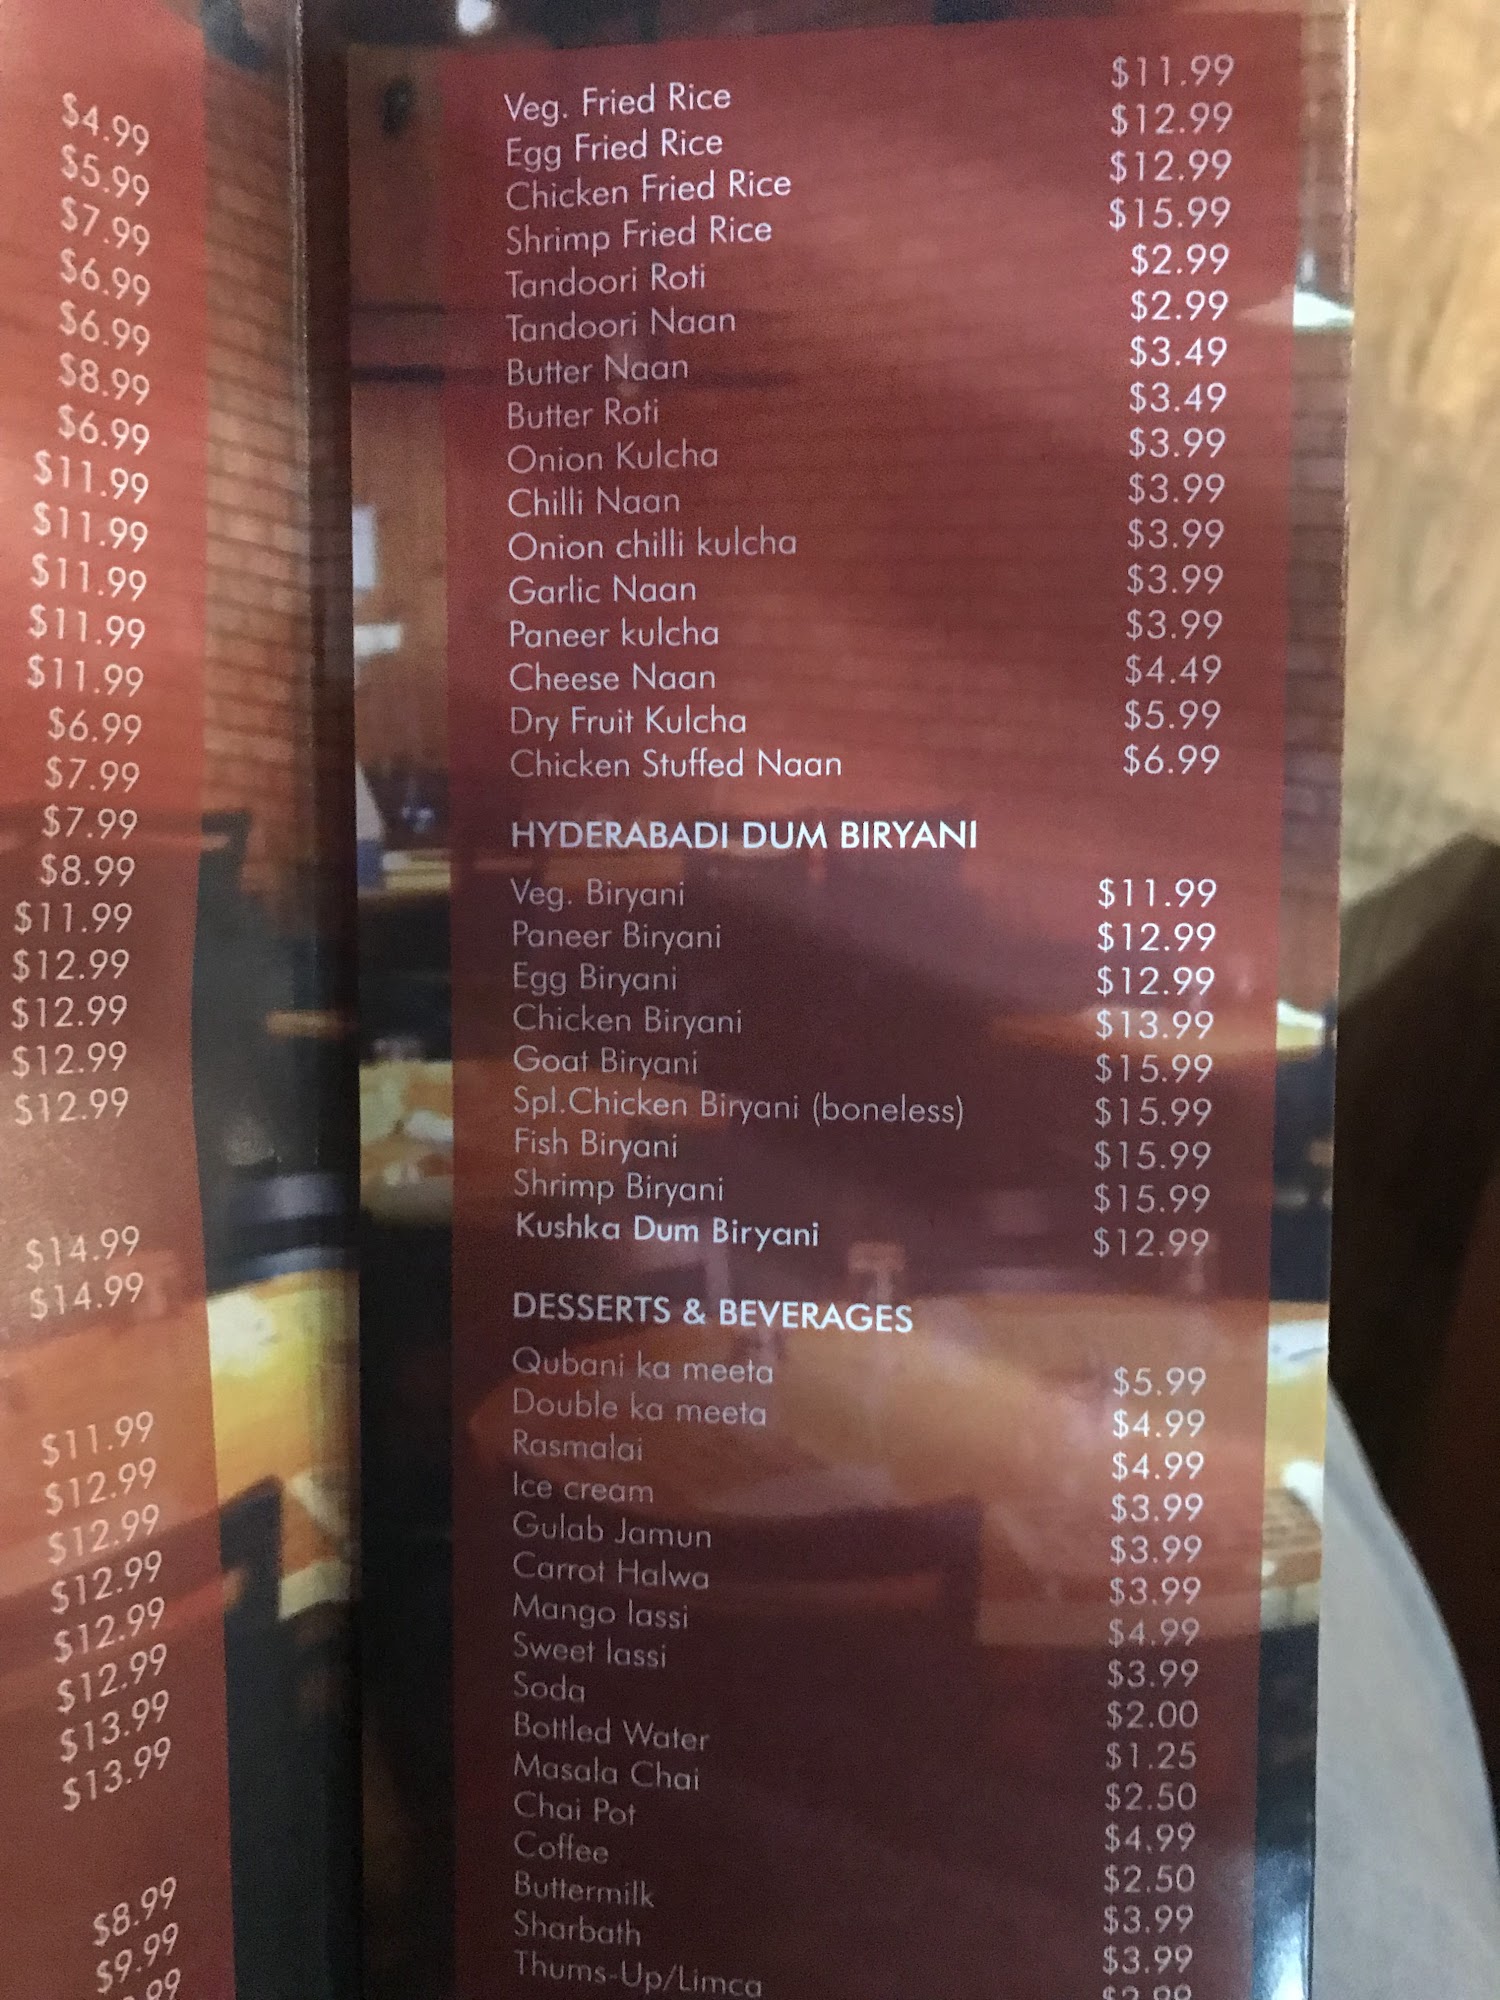 $4.99
$5.99
$7.99
$6.99
$6.99
$8.99
$6.99
$11.99
$11.99
$11.99
$11.99
$11.99
$6.99
$7.99
$7.99
$8.99
$11.99
$12.99
$12.99
$12.99
$12.99
$14.99
$14.99
$11.99
$12.99
$12.99
$12.99
$12.99
$12.99
$13.99
$13.99
$8.99
$9.99
Veg. Fried Rice $11.99
Egg Fried Rice $12.99
Chicken Fried Rice $12.99
Shrimp Fried Rice $15.99
Tandoori Roti $2.99
Tandoori Naan $2.99
Butter Naan $3.49
Butter Roti $3.49
Onion Kulcha $3.99
Chilli Naan $3.99
Onion chilli kulcha $3.99
Garlic Naan $3.99
Paneer kulcha $3.99
Cheese Naan $4.49
Dry Fruit Kulcha $5.99
Chicken Stuffed Naan $6.99
HYDERABADI DUM BIRYANI
Veg. Biryani $11.99
Paneer Biryani $12.99
Egg Biryani $12.99
Chicken Biryani $13.99
Goat Biryani $15.99
Spl.Chicken Biryani (boneless) $15.99
Fish Biryani $15.99
Shrimp Biryani $15.99
Kushka Dum Biryani $12.99
DESSERTS & BEVERAGES
Qubani ka meeta $5.99
Double ka meeta $4.99
Rasmalai $4.99
Ice cream $3.99
Gulab Jamun $3.99
Carrot Halwa $3.99
Mango lassi $4.99
Sweet lassi $3.99
Soda $2.00
Bottled Water $1.25
Masala Chai $2.50
Chai Pot $4.99
Coffee $2.50
Buttermilk $3.99
Sharbath $3.99
Thums-Up/Limca